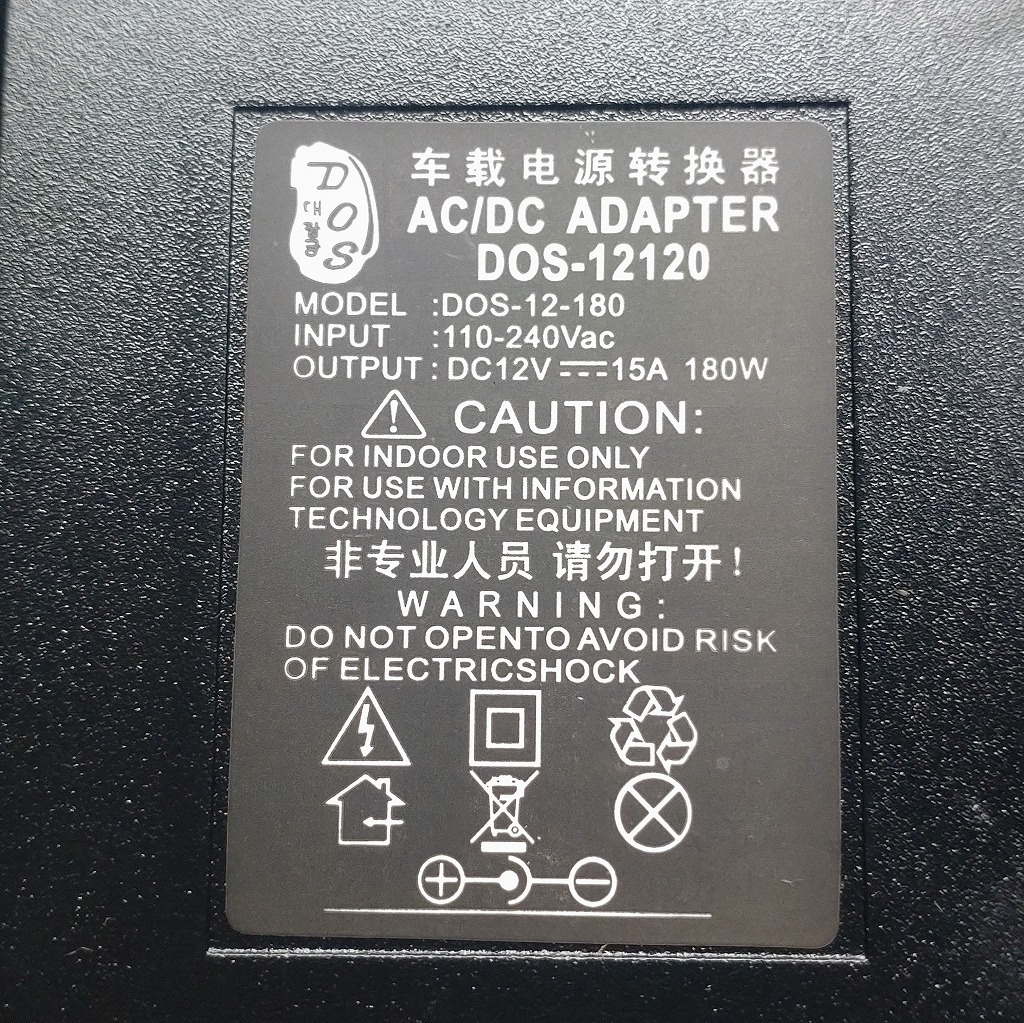 DOS
车载电源转换器
AC/DC ADAPTER
DOS-12120
MODEL :DOS-12-180
INPUT :110-240Vac
OUTPUT : DC12V⎓15A 180W
CAUTION:
FOR INDOOR USE ONLY
FOR USE WITH INFORMATION
TECHNOLOGY EQUIPMENT
非专业人员 请勿打开！
WARNING:
DO NOT OPENTO AVOID RISK
OF ELECTRICSHOCK